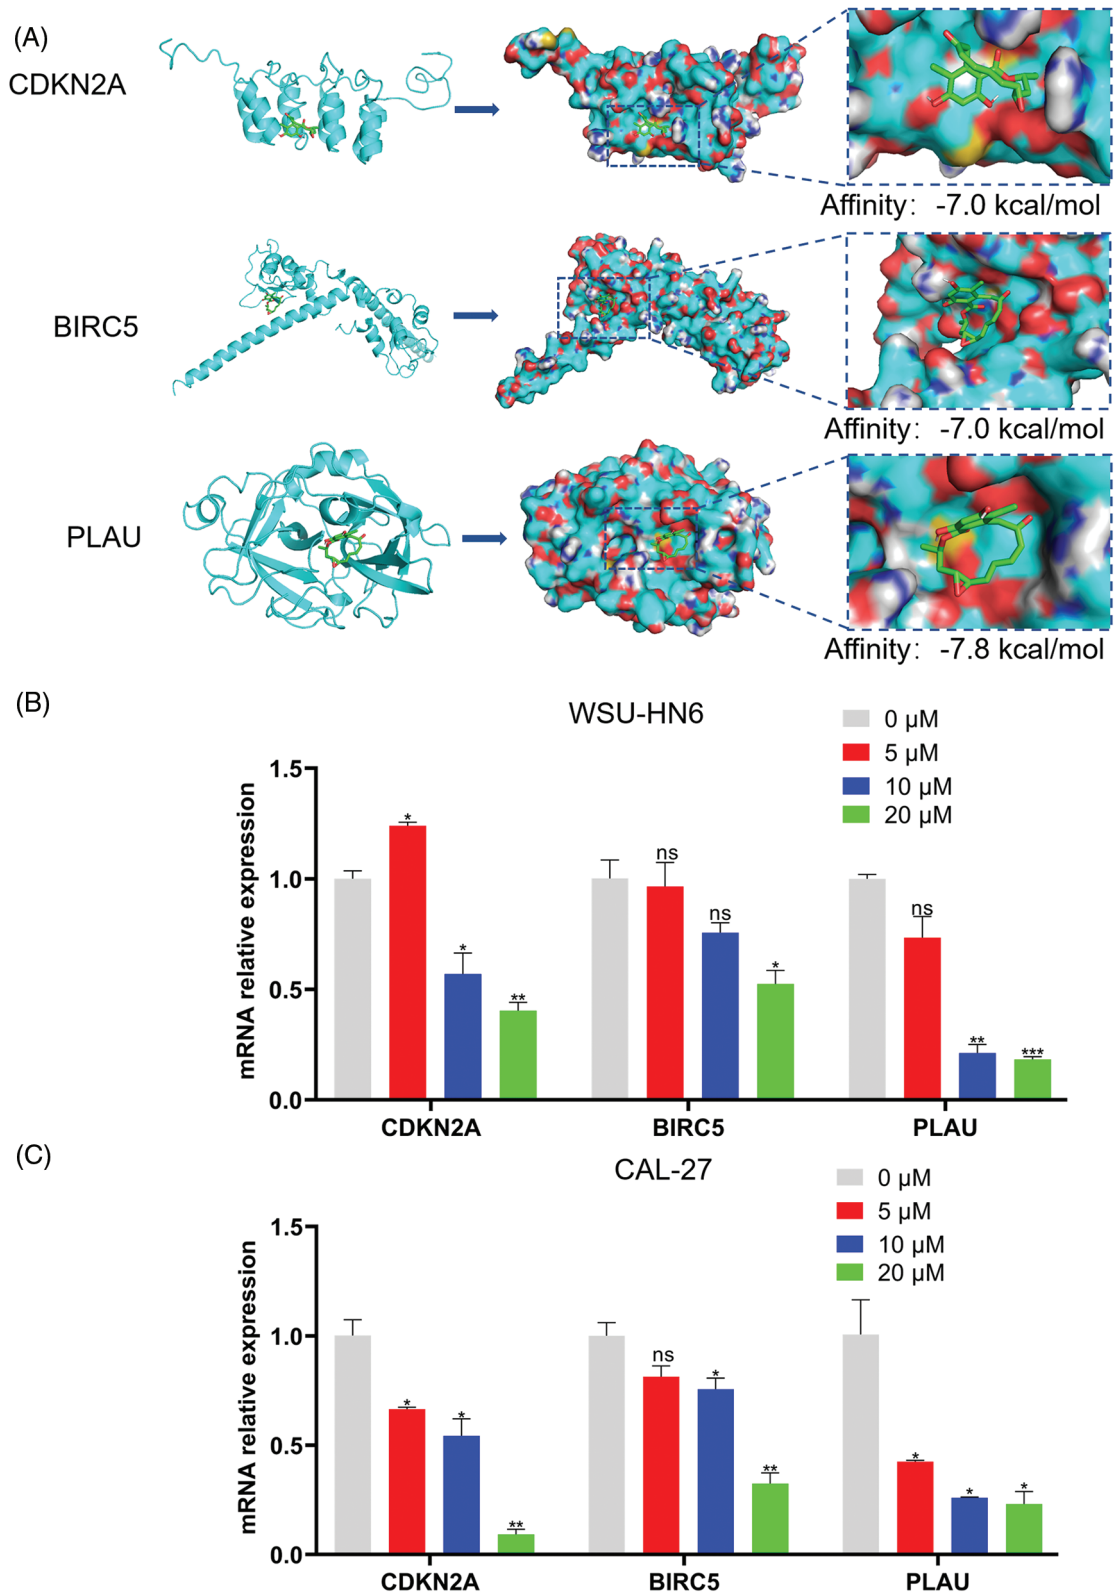 (A)
CDKN2A
Affinity: -7.0 kcal/mol
BIRC5
Affinity: -7.0 kcal/mol
PLAU
Affinity: -7.8 kcal/mol
(B)
WSU-HN6
0 μM
5 μM
10 μM
20 μM
mRNA relative expression
1.5
1.0
0.5
0.0
* * **
ns ns *
ns ** ***
CDKN2A BIRC5 PLAU
(C)
CAL-27
0 μM
5 μM
10 μM
20 μM
mRNA relative expression
1.5
1.0
0.5
0.0
* * **
ns * **
* * *
CDKN2A BIRC5 PLAU